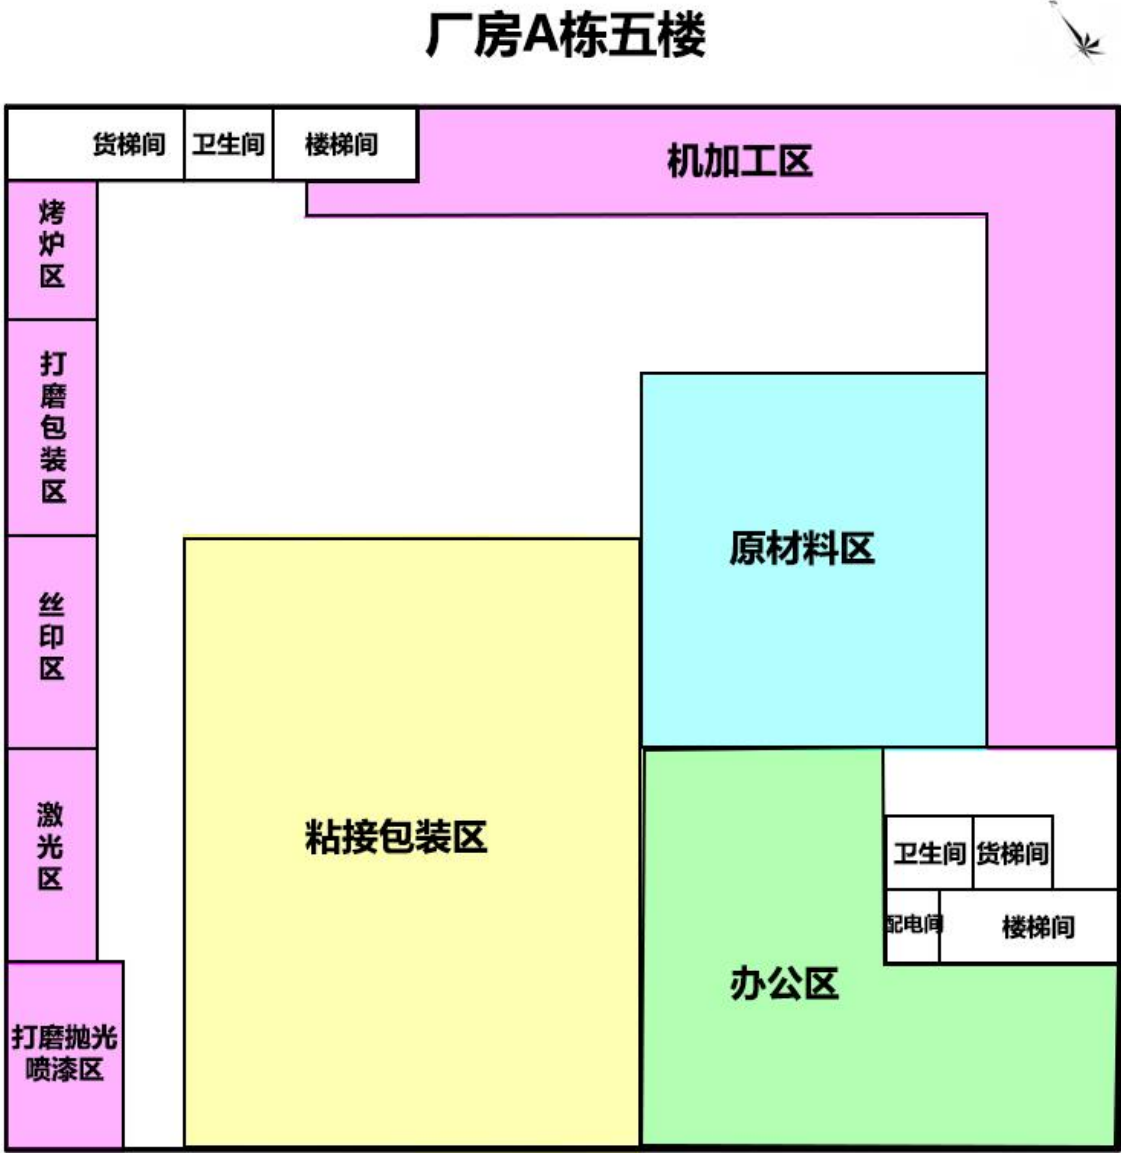 厂房A栋五楼
货梯间
卫生间
楼梯间
机加工区
烤炉区
打磨包装区
原材料区
丝印区
激光区
粘接包装区
卫生间
货梯间
配电间
楼梯间
办公区
打磨抛光
喷漆区